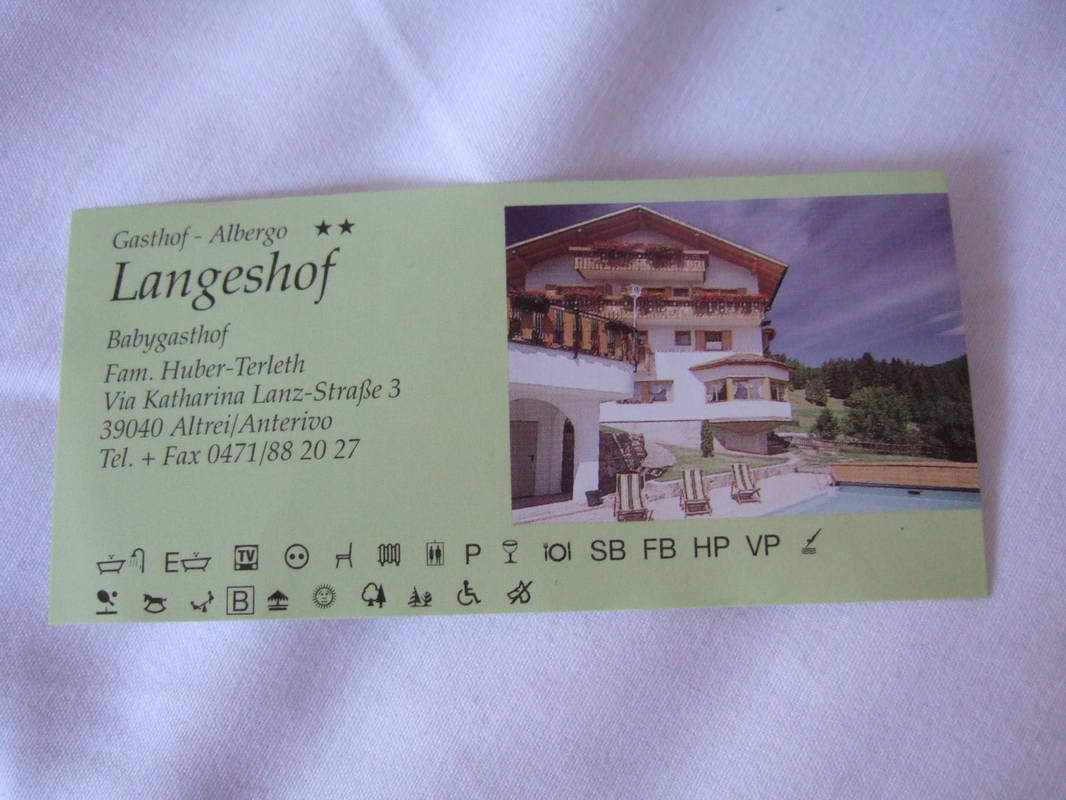 Gasthof - Albergo ★★
Langeshof
Babygasthof
Fam. Huber-Terleth
Via Katharina Lanz-Straße 3
39040 Altrei/Anterivo
Tel. + Fax 0471/88 20 27
E TV P SB FB HP VP
B